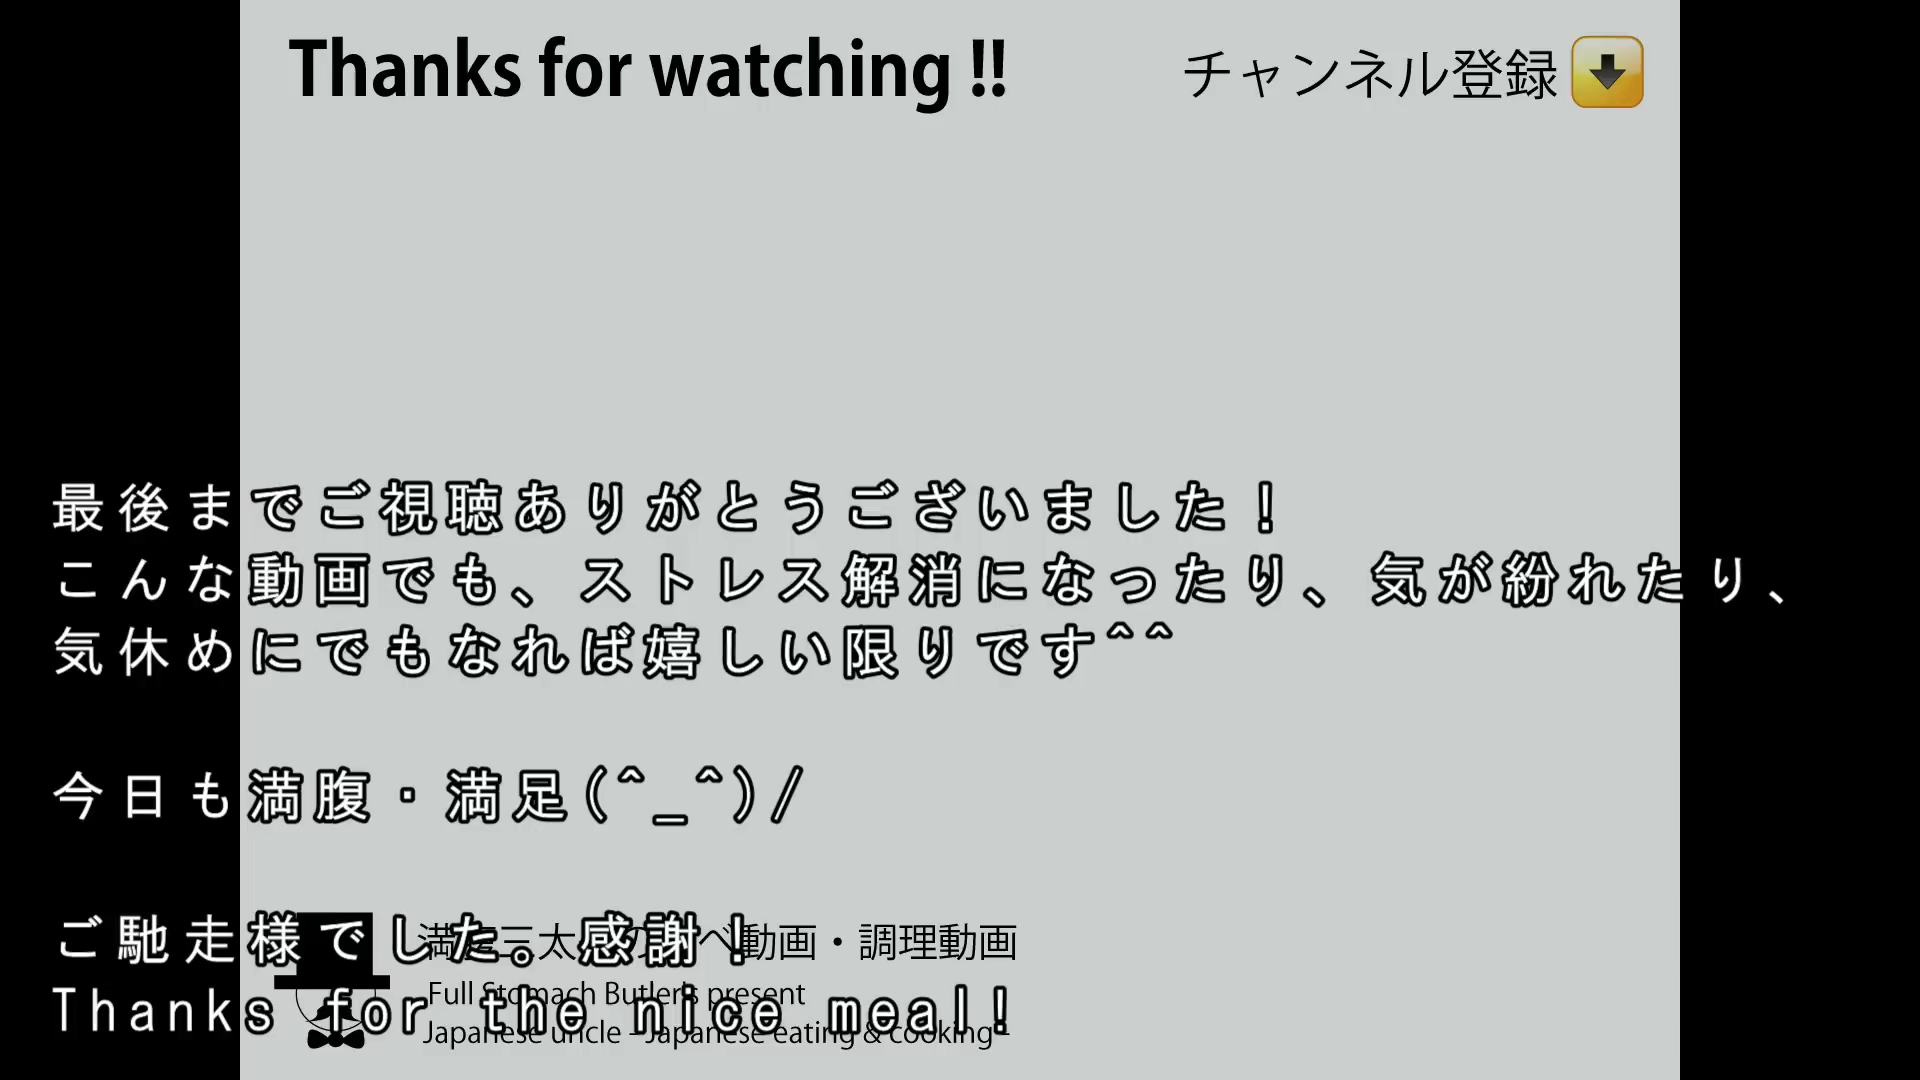 Thanks for watching !!
チャンネル登録
最後までご視聴ありがとうございました！
こんな動画でも、ストレス解消になったり、気が紛れたり、
気休めにでもなれば嬉しい限りです^^
今日も満腹・満足(^_^)/
ご馳走様でした。感謝！
動画・調理動画
Thanks for the nice meal!
Full Stomach Butler's present
Japanese uncle - Japanese eating & cooking -